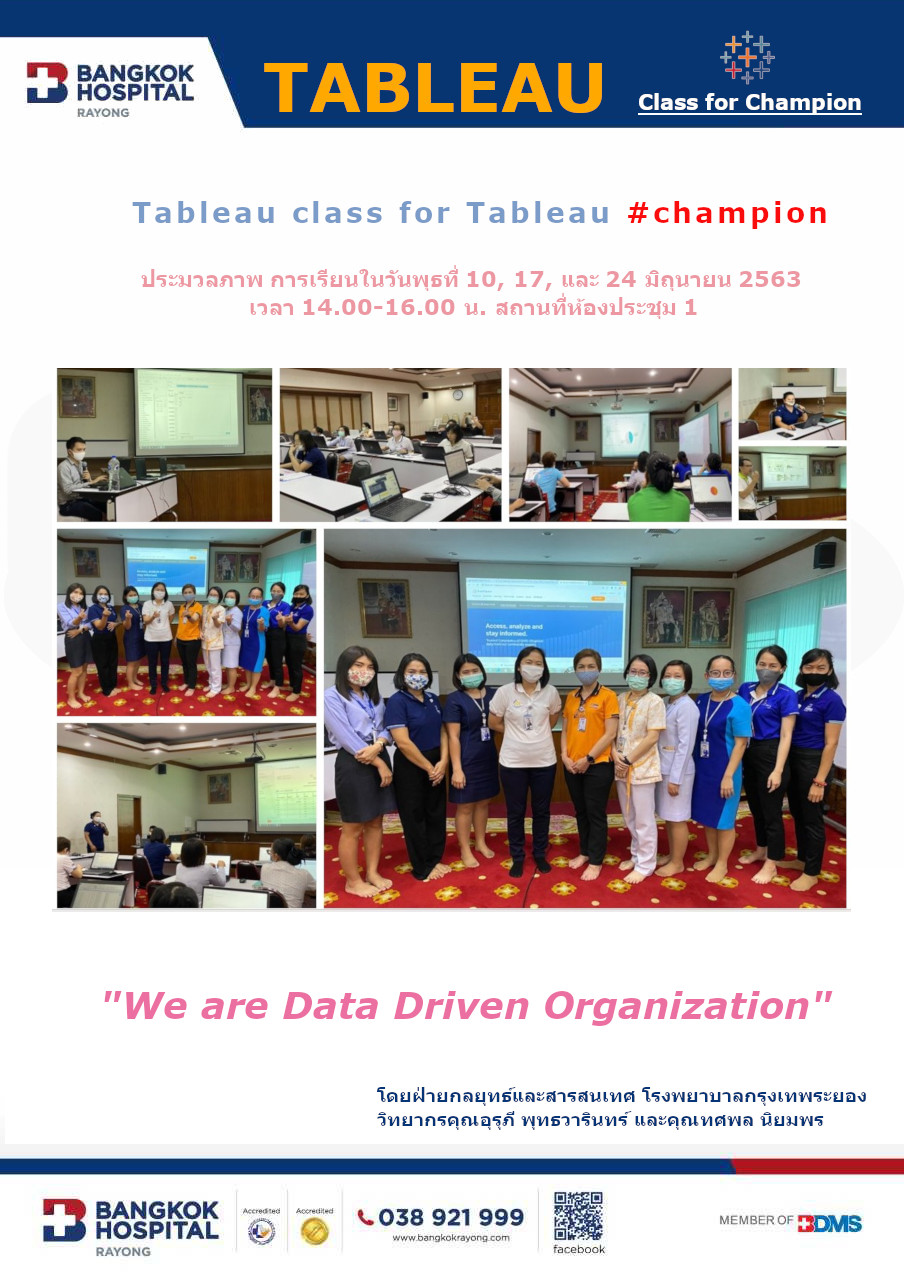 BANGKOK
HOSPITAL
RAYONG
TABLEAU
Class for Champion
Tableau class for Tableau #champion
ประมวลภาพ การเรียนในวันพุธที่ 10, 17, และ 24 มิถุนายน 2563
เวลา 14.00-16.00 น. สถานที่ห้องประชุม 1
Access, analyze and
stay informed.
Access, analyze and
stay informed.
"We are Data Driven Organization"
โดยฝ่ายกลยุทธ์และสารสนเทศ โรงพยาบาลกรุงเทพระยอง
วิทยากรคุณอุรุภี พุทธวารินทร์ และคุณทศพล นิยมพร
BANGKOK
HOSPITAL
RAYONG
Accredited
Accredited
038 921 999
www.bangkokrayong.com
facebook
MEMBER OF BDMS